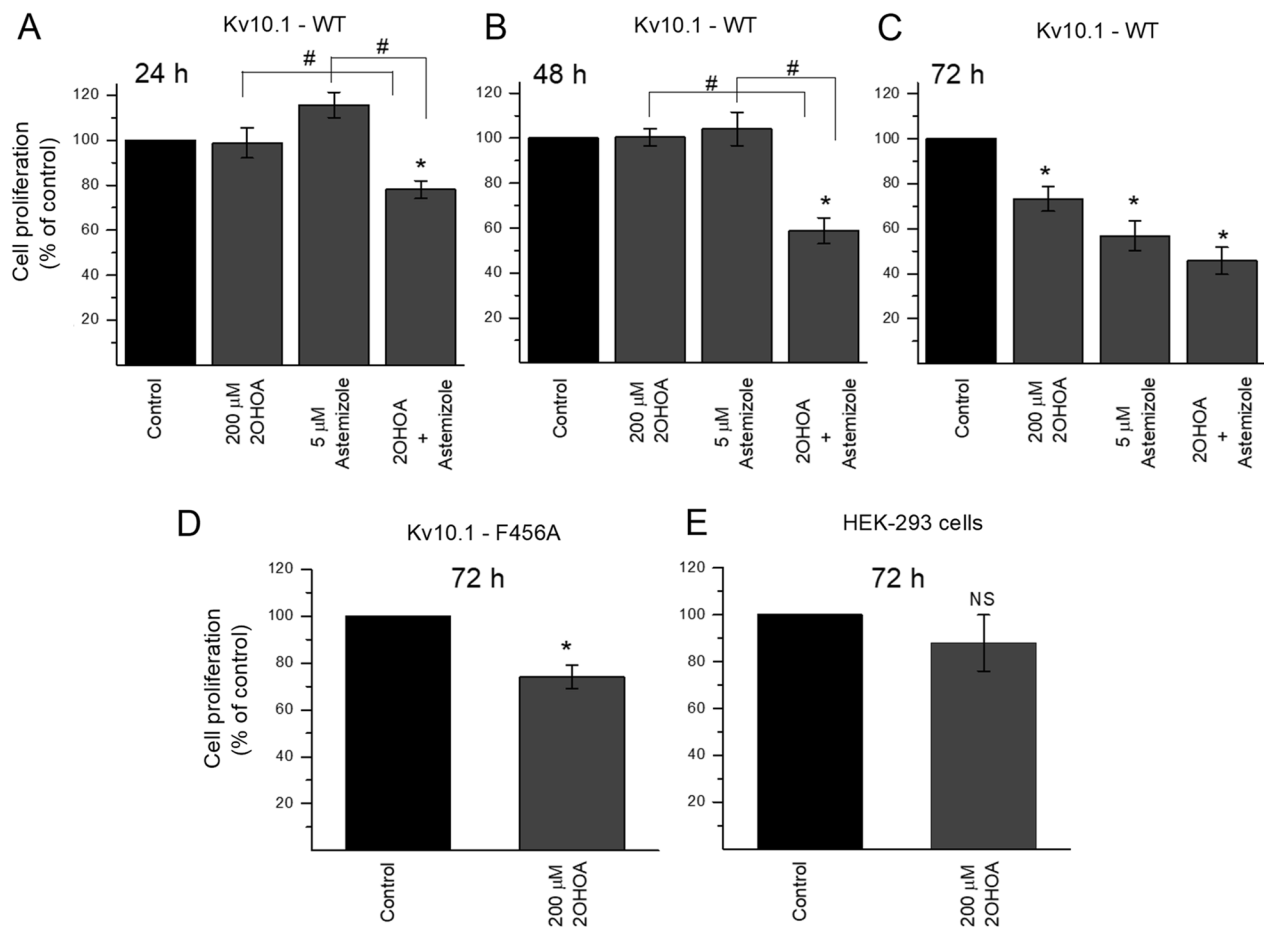 A
Kv10.1 - WT
24 h
#
#
*
120
100
80
60
40
20
Cell proliferation
(% of control)
Control
200 μM
2OHOA
5 μM
Astemizole
2OHOA
+
Astemizole
B
Kv10.1 - WT
48 h
#
#
*
120
100
80
60
40
20
Control
200 μM
2OHOA
5 μM
Astemizole
2OHOA
+
Astemizole
C
Kv10.1 - WT
72 h
*
*
*
120
100
80
60
40
20
Control
200 μM
2OHOA
5 μM
Astemizole
2OHOA
+
Astemizole
D
Kv10.1 - F456A
72 h
*
120
100
80
60
40
20
Cell proliferation
(% of control)
Control
200 μM
2OHOA
E
HEK-293 cells
72 h
NS
120
100
80
60
40
20
Control
200 μM
2OHOA